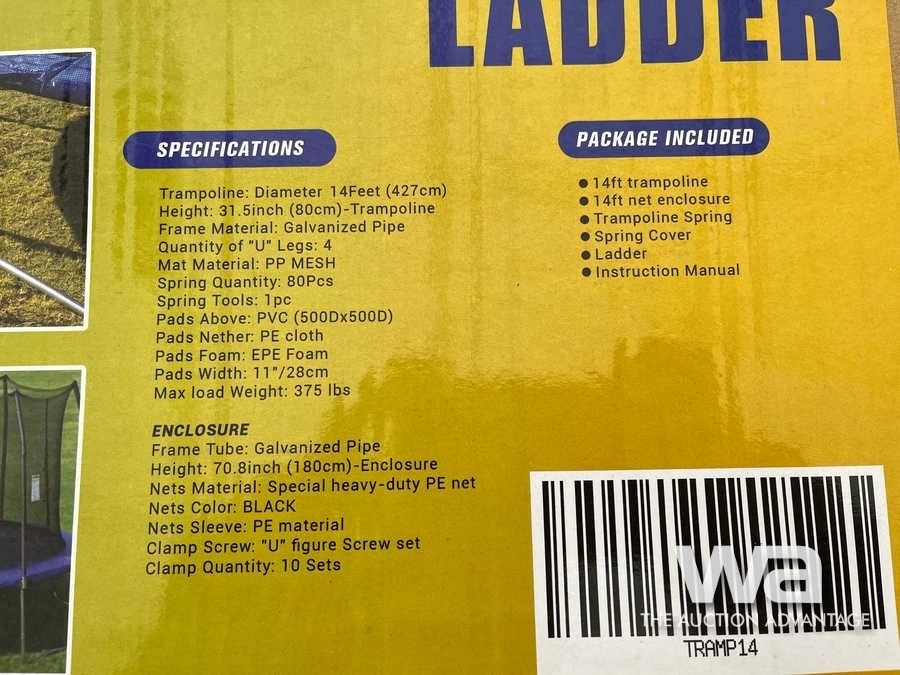 LADDER
SPECIFICATIONS
Trampoline: Diameter 14Feet (427cm)
Height: 31.5inch (80cm)-Trampoline
Frame Material: Galvanized Pipe
Quantity of "U" Legs: 4
Mat Material: PP MESH
Spring Quantity: 80Pcs
Spring Tools: 1pc
Pads Above: PVC (500Dx500D)
Pads Nether: PE cloth
Pads Foam: EPE Foam
Pads Width: 11"/28cm
Max load Weight: 375 lbs
ENCLOSURE
Frame Tube: Galvanized Pipe
Height: 70.8inch (180cm)-Enclosure
Nets Material: Special heavy-duty PE net
Nets Color: BLACK
Nets Sleeve: PE material
Clamp Screw: "U" figure Screw set
Clamp Quantity: 10 Sets
PACKAGE INCLUDED
● 14ft trampoline
● 14ft net enclosure
● Trampoline Spring
● Spring Cover
● Ladder
● Instruction Manual
wa
THE AUCTION ADVANTAGE
TRAMP14